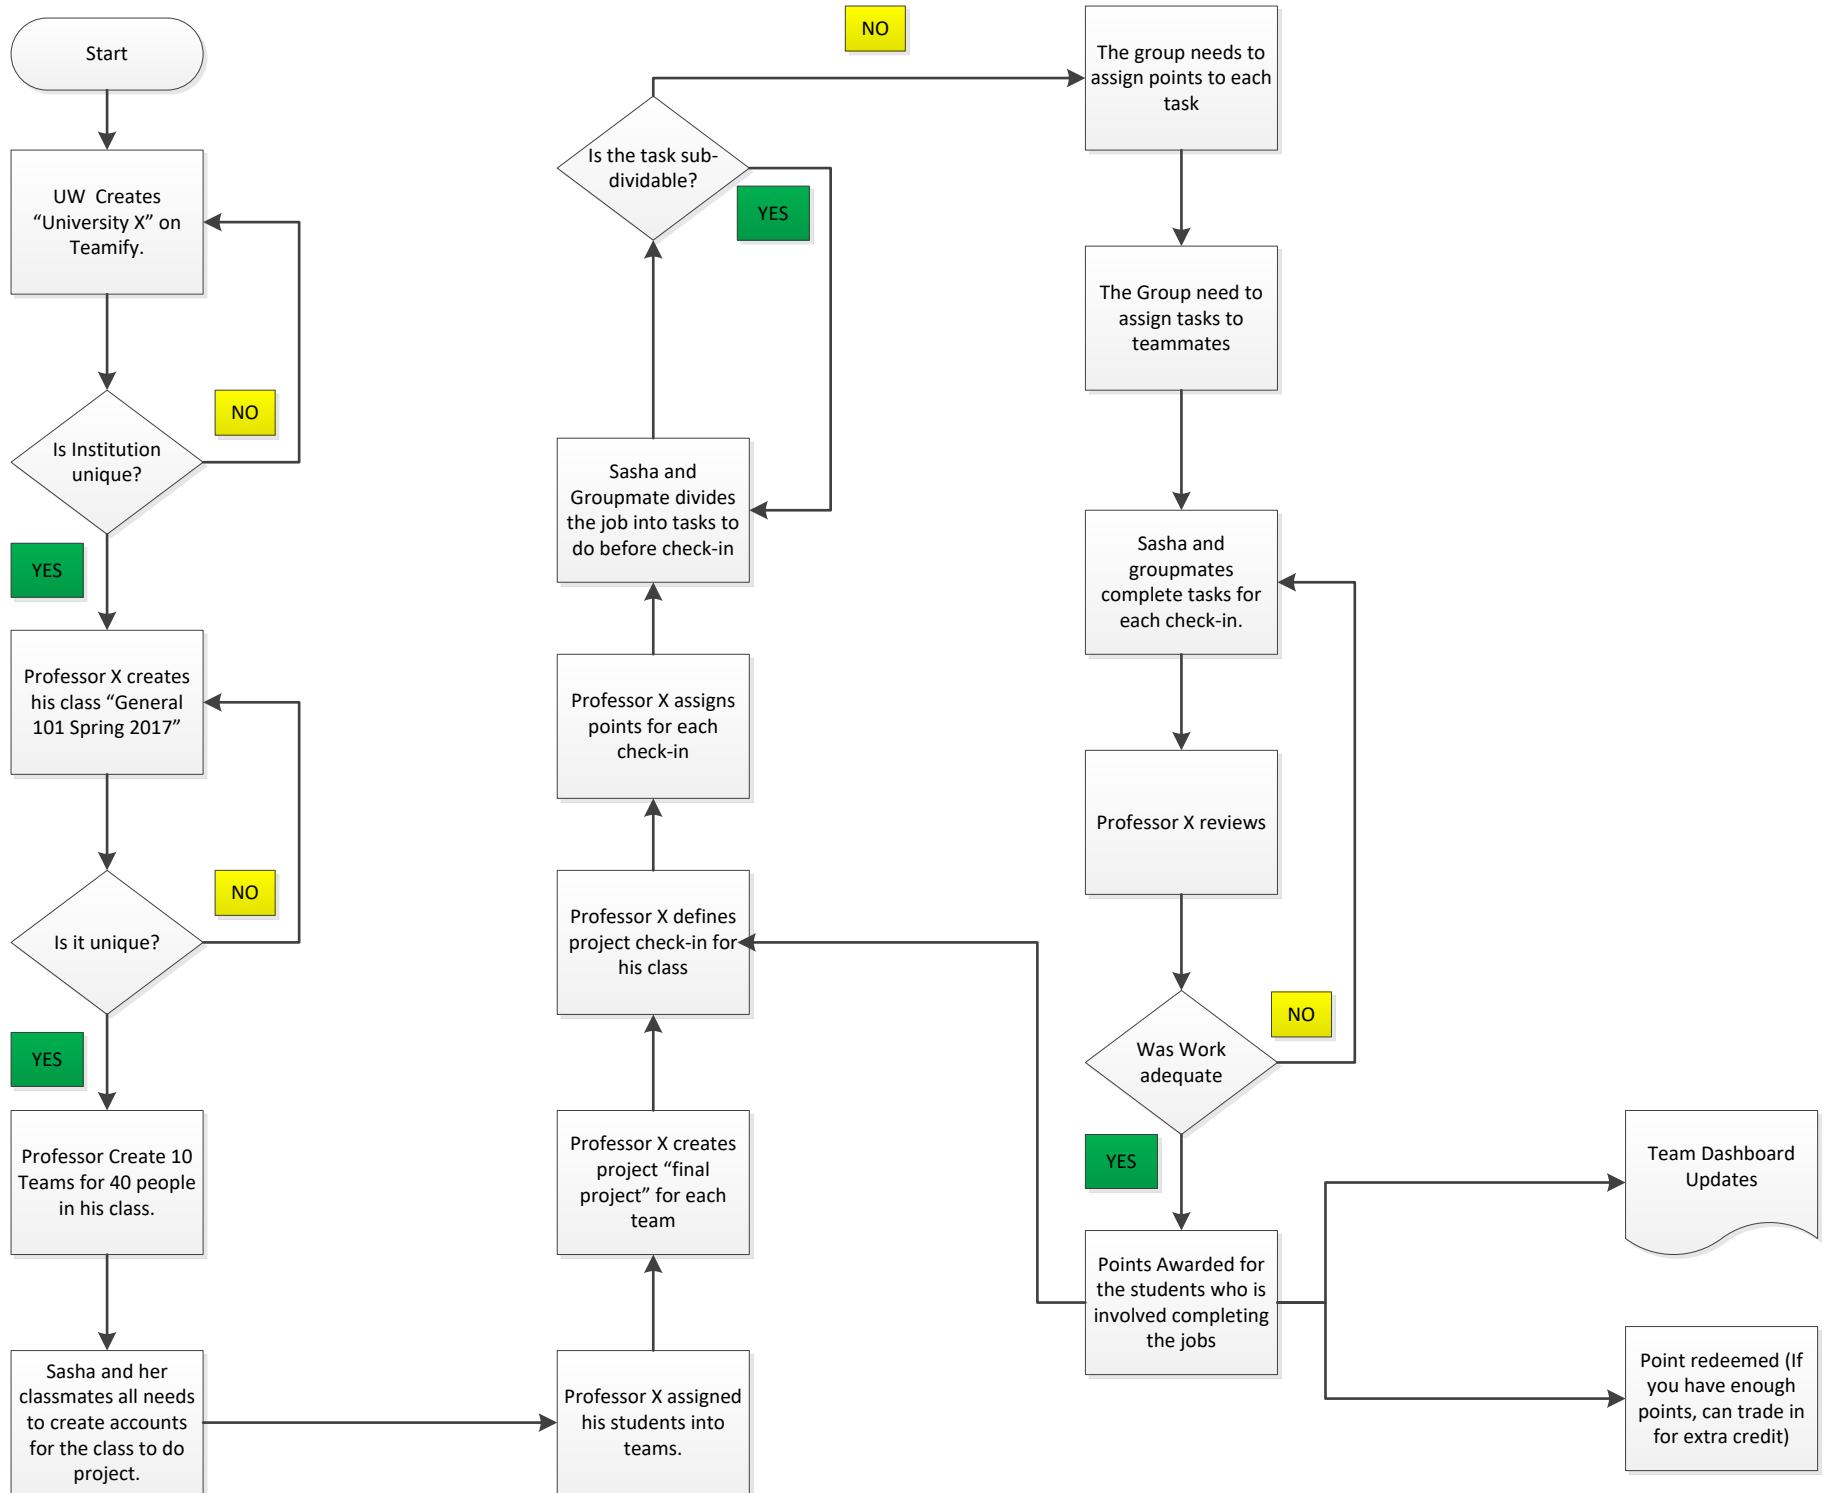 Start
UW  Creates
“University X” on
Teamify.
NO
Is Institution
unique?
YES
Professor X creates
his class “General
101 Spring 2017”
NO
Is it unique?
YES
Professor Create 10
Teams for 40 people
in his class.
Sasha and her
classmates all needs
to create accounts
for the class to do
project.
Professor X assigned
his students into
teams.
Professor X creates
project “final
project” for each
team
Professor X defines
project check-in for
his class
Professor X assigns
points for each
check-in
Sasha and
Groupmate divides
the job into tasks to
do before check-in
Is the task sub-
dividable?
YES
NO
The group needs to
assign points to each
task
The Group need to
assign tasks to
teammates
Sasha and
groupmates
complete tasks for
each check-in.
Professor X reviews
NO
Was Work
adequate
YES
Points Awarded for
the students who is
involved completing
the jobs
Team Dashboard
Updates
Point redeemed (If
you have enough
points, can trade in
for extra credit)